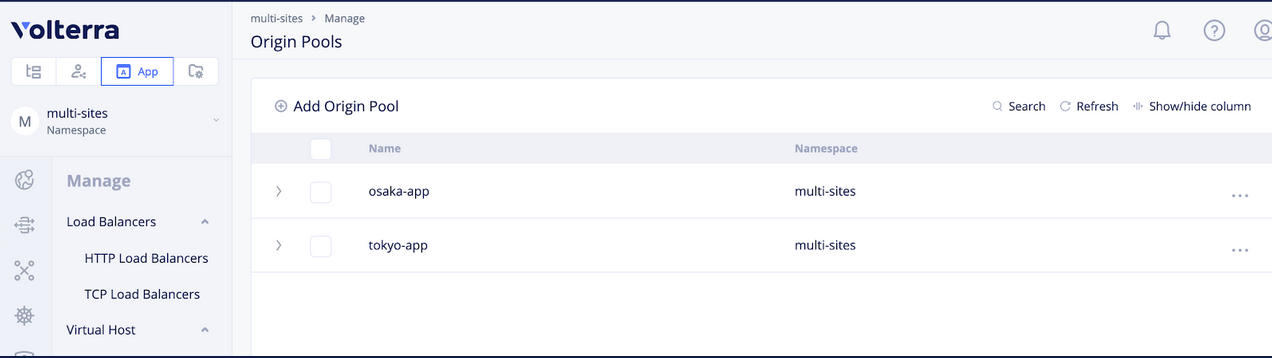 Volterra
App
M
multi-sites
Namespace
Manage
Load Balancers
HTTP Load Balancers
TCP Load Balancers
Virtual Host
multi-sites > Manage
Origin Pools
?
Add Origin Pool
Search Refresh Show/hide column
Name Namespace
osaka-app multi-sites ...
tokyo-app multi-sites ...